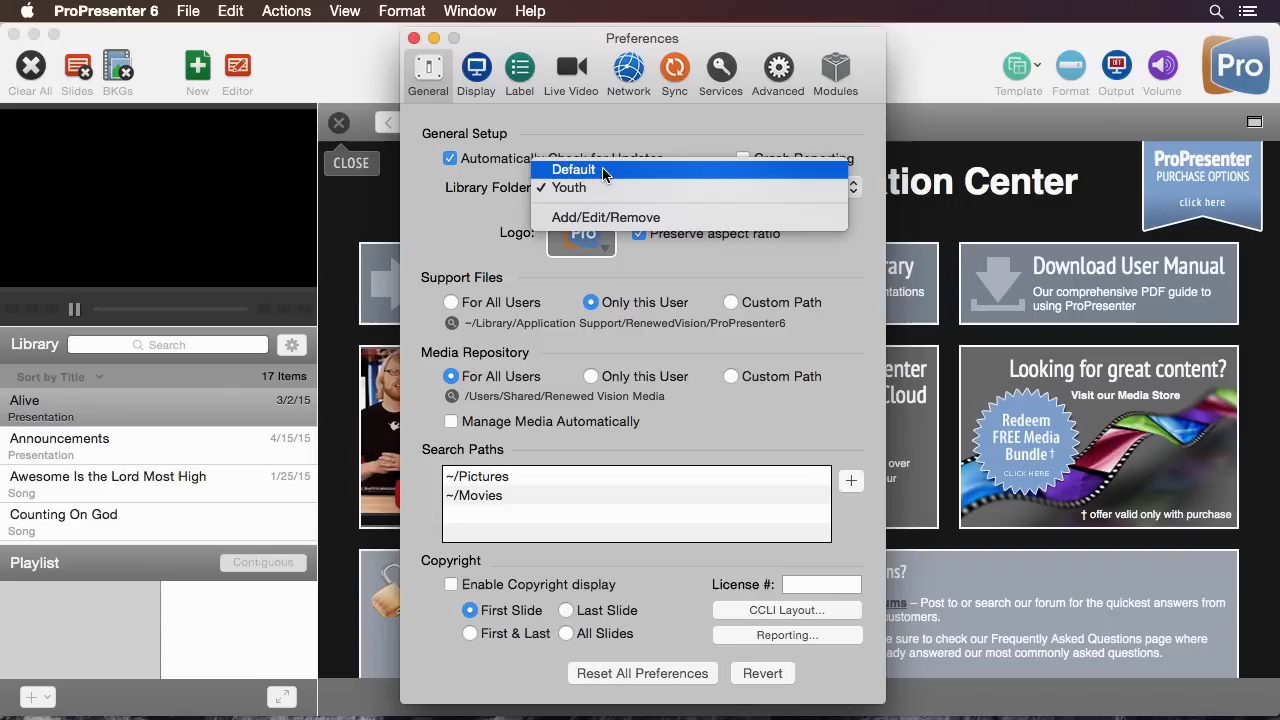 ProPresenter 6 File Edit Actions View Format Window Help
Preferences
Clear All Slides BKGs New Editor
General Display Label Live Video Network Sync Services Advanced Modules
Template Format Output Volume
OFF
Pro
CLOSE
General Setup
Automatically Check for Updates Crash Reporting
Library Folder
Default
✓ Youth
Add/Edit/Remove
Logo: Pro Preserve aspect ratio
Support Files
For All Users Only this User Custom Path
~/Library/Application Support/RenewedVision/ProPresenter6
Media Repository
For All Users Only this User Custom Path
/Users/Shared/Renewed Vision Media
Manage Media Automatically
Search Paths
~/Pictures
~/Movies
+
Copyright
Enable Copyright display License #:
First Slide Last Slide CCLI Layout...
First & Last All Slides Reporting...
Reset All Preferences Revert
Library Search
Sort by Title 17 Items
Alive 3/2/15
Presentation
Announcements 4/15/15
Presentation
Awesome Is the Lord Most High 1/25/15
Song
Counting On God
Song
Playlist Contiguous
tion Center
ProPresenter
PURCHASE OPTIONS
click here
rary
ntations
Download User Manual
Our comprehensive PDF guide to
using ProPresenter
enter
Cloud
over
ur
Looking for great content?
Visit our Media Store
Redeem
FREE Media
Bundle†
CLICK HERE
† offer valid only with purchase
ns?
ums – Post to or search our forum for the quickest answers from
customers.
e sure to check our Frequently Asked Questions page where
eady answered our most commonly asked questions.